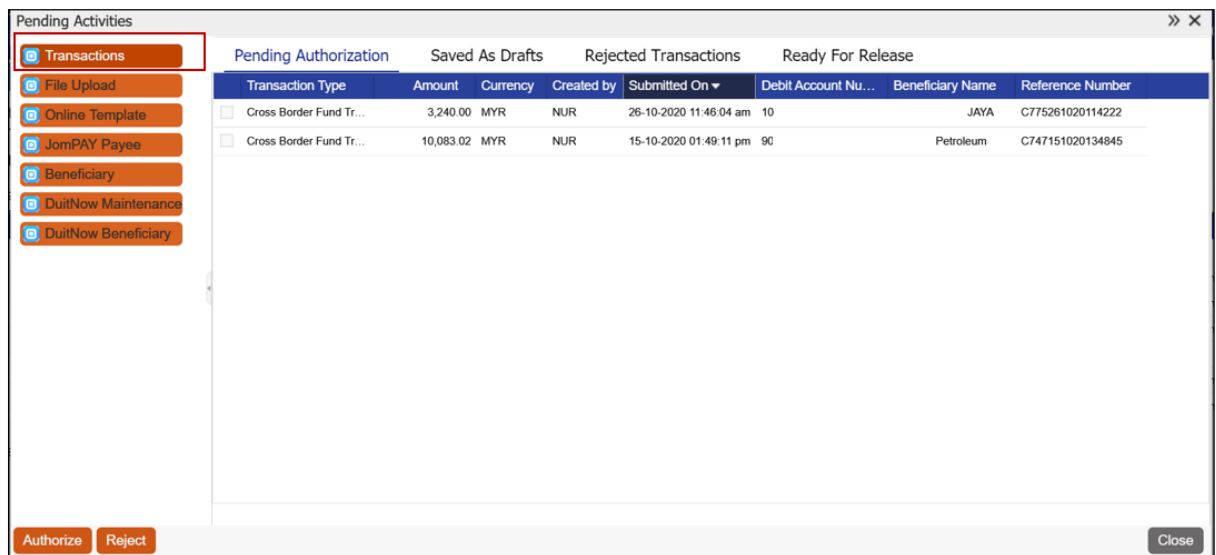 Pending Activities
Transactions
File Upload
Online Template
JomPAY Payee
Beneficiary
DuitNow Maintenance
DuitNow Beneficiary
Pending Authorization Saved As Drafts Rejected Transactions Ready For Release
Transaction Type Amount Currency Created by Submitted On Debit Account Nu... Beneficiary Name Reference Number
Cross Border Fund Tr... 3,240.00 MYR NUR 26-10-2020 11:46:04 am 10 JAYA C775261020114222
Cross Border Fund Tr... 10,083.02 MYR NUR 15-10-2020 01:49:11 pm 90 Petroleum C747151020134845
Authorize Reject Close